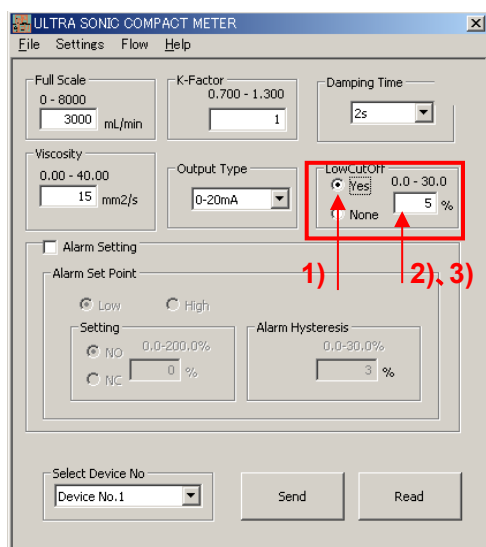 ULTRA SONIC COMPACT METER
File Settings Flow Help
Full Scale
0 - 8000
3000 mL/min
K-Factor
0.700 - 1.300
1
Damping Time
2s
Viscosity
0.00 - 40.00
15 mm2/s
Output Type
0-20mA
LowCutOff
Yes 0.0 - 30.0
5 %
None
1)
2)、3)
Alarm Setting
Alarm Set Point
Low High
Setting
NO 0.0-200.0%
0 %
NC
Alarm Hysteresis
0.0-30.0%
3 %
Select Device No
Device No.1
Send
Read